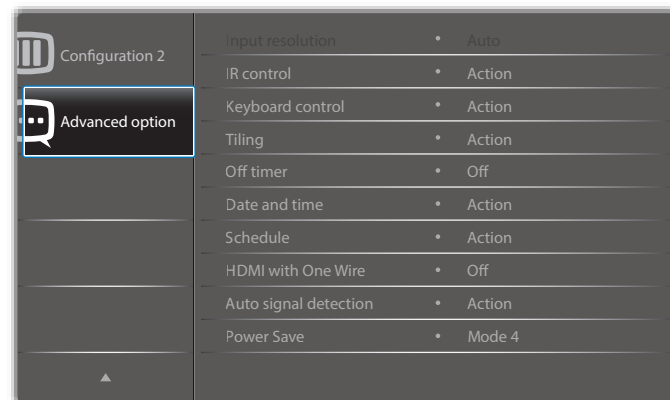 Configuration 2
Advanced option
Input resolution • Auto
IR control • Action
Keyboard control • Action
Tiling • Action
Off timer • Off
Date and time • Action
Schedule • Action
HDMI with One Wire • Off
Auto signal detection • Action
Power Save • Mode 4